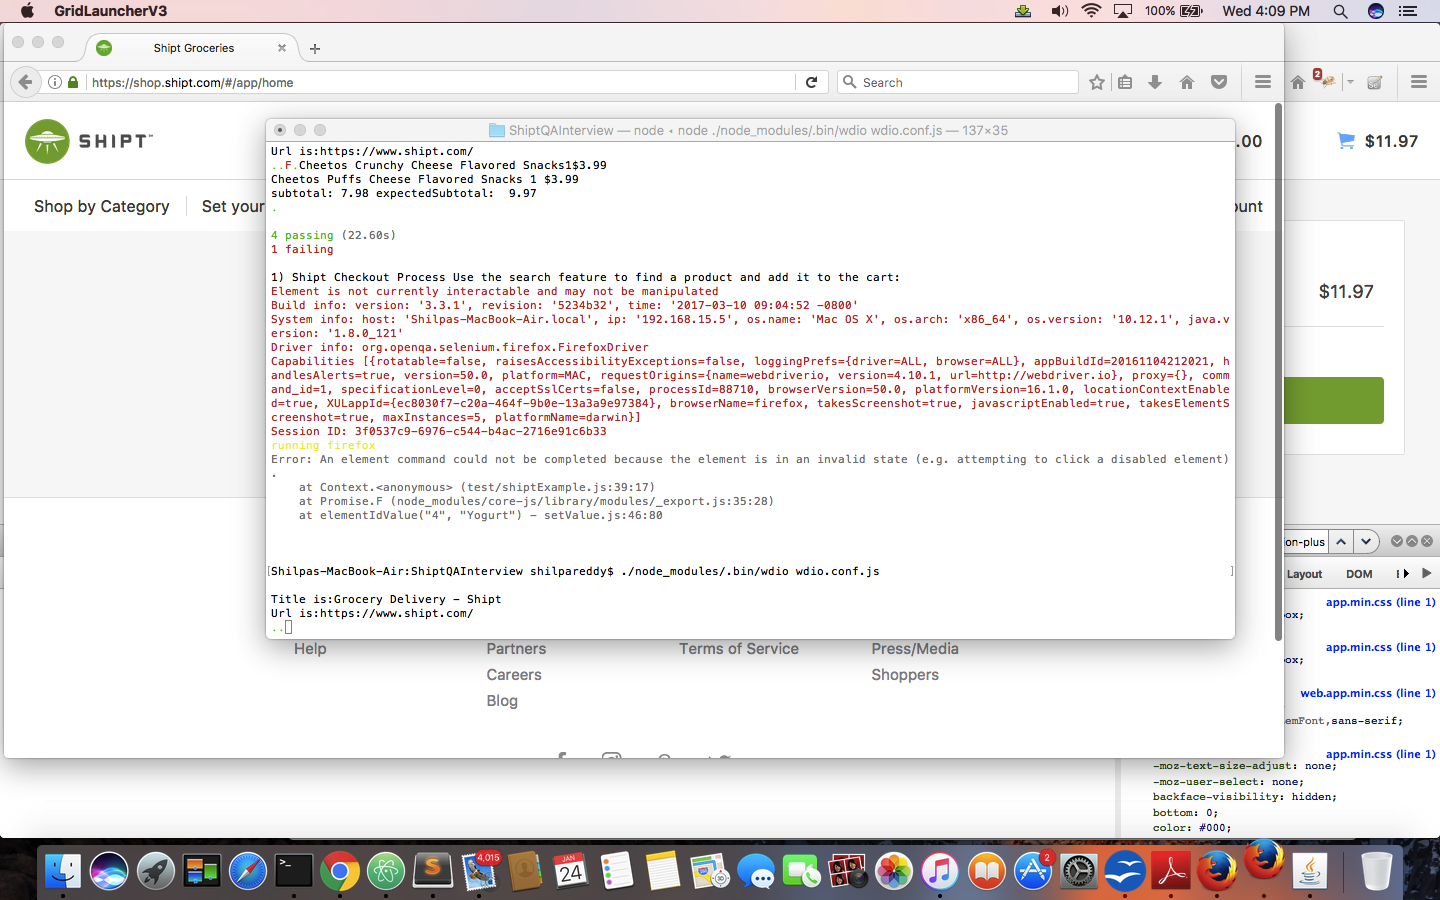 GridLauncherV3
100%
Wed 4:09 PM
Shipt Groceries
https://shop.shipt.com/#/app/home
Search
2
SHIPT
.00
$11.97
Shop by Category
Set your
ount
$11.97
ShiptQAInterview — node ◂ node ./node_modules/.bin/wdio wdio.conf.js — 137×35
Url is:https://www.shipt.com/
..F.Cheetos Crunchy Cheese Flavored Snacks1$3.99
Cheetos Puffs Cheese Flavored Snacks 1 $3.99
subtotal: 7.98 expectedSubtotal:  9.97
.
4 passing (22.60s)
1 failing
1) Shipt Checkout Process Use the search feature to find a product and add it to the cart:
Element is not currently interactable and may not be manipulated
Build info: version: '3.3.1', revision: '5234b32', time: '2017-03-10 09:04:52 -0800'
System info: host: 'Shilpas-MacBook-Air.local', ip: '192.168.15.5', os.name: 'Mac OS X', os.arch: 'x86_64', os.version: '10.12.1', java.v
ersion: '1.8.0_121'
Driver info: org.openqa.selenium.firefox.FirefoxDriver
Capabilities [{rotatable=false, raisesAccessibilityExceptions=false, loggingPrefs={driver=ALL, browser=ALL}, appBuildId=20161104212021, h
andlesAlerts=true, version=50.0, platform=MAC, requestOrigins={name=webdriverio, version=4.10.1, url=http://webdriver.io}, proxy={}, comm
and_id=1, specificationLevel=0, acceptSslCerts=false, processId=88710, browserVersion=50.0, platformVersion=16.1.0, locationContextEnable
d=true, XULappId={ec8030f7-c20a-464f-9b0e-13a3a9e97384}, browserName=firefox, takesScreenshot=true, javascriptEnabled=true, takesElementS
creenshot=true, maxInstances=5, platformName=darwin}]
Session ID: 3f0537c9-6976-c544-b4ac-2716e91c6b33
running firefox
Error: An element command could not be completed because the element is in an invalid state (e.g. attempting to click a disabled element)
.
at Context.<anonymous> (test/shiptExample.js:39:17)
at Promise.F (node_modules/core-js/library/modules/_export.js:35:28)
at elementIdValue("4", "Yogurt") - setValue.js:46:80
[Shilpas-MacBook-Air:ShiptQAInterview shilpareddy$ ./node_modules/.bin/wdio wdio.conf.js ]
Title is:Grocery Delivery - Shipt
Url is:https://www.shipt.com/
..
Help
Partners
Terms of Service
Press/Media
Careers
Shoppers
Blog
ion-plus
Layout
DOM
app.min.css (line 1)
ox;
app.min.css (line 1)
ox;
web.app.min.css (line 1)
emFont,sans-serif;
app.min.css (line 1)
-moz-text-size-adjust: none;
-moz-user-select: none;
backface-visibility: hidden;
bottom: 0;
color: #000;
4,015
JAN
24
2